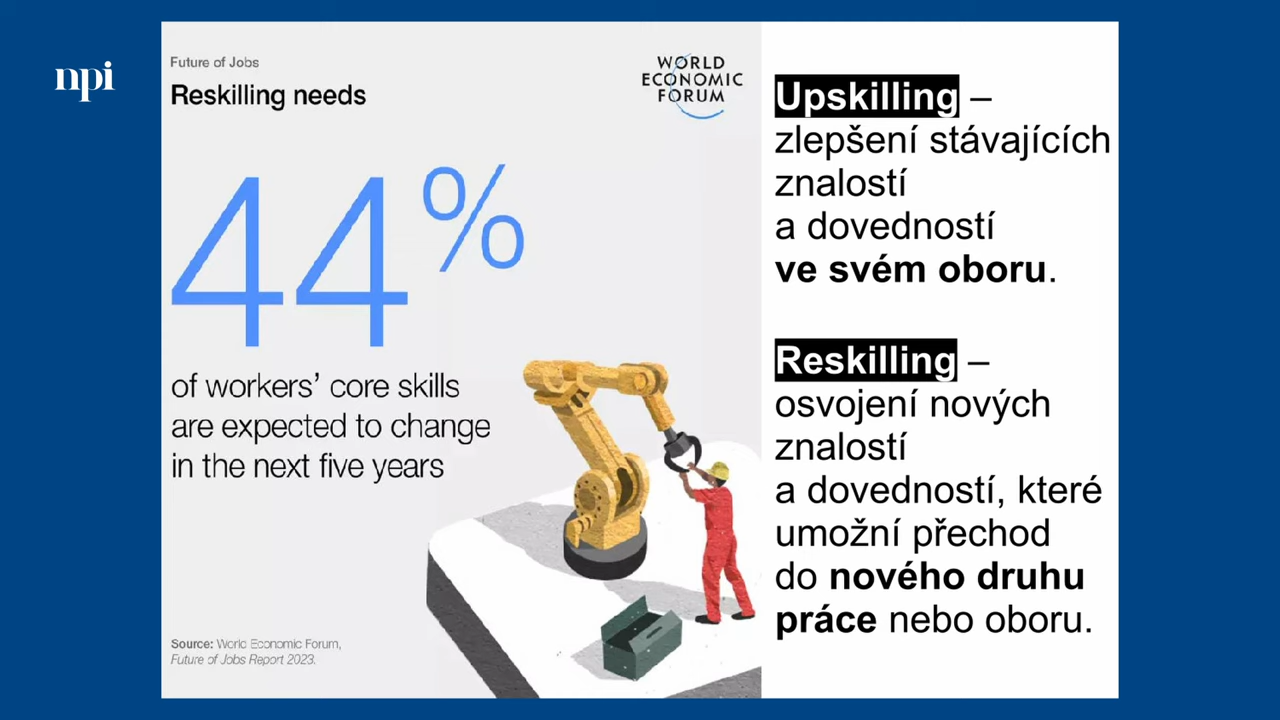 npi
Future of Jobs
Reskilling needs
WORLD
ECONOMIC
FORUM
44%
of workers’ core skills
are expected to change
in the next five years
Source: World Economic Forum,
Future of Jobs Report 2023.
Upskilling –
zlepšení stávajících
znalostí
a dovedností
ve svém oboru.
Reskilling –
osvojení nových
znalostí
a dovedností, které
umožní přechod
do nového druhu
práce nebo oboru.